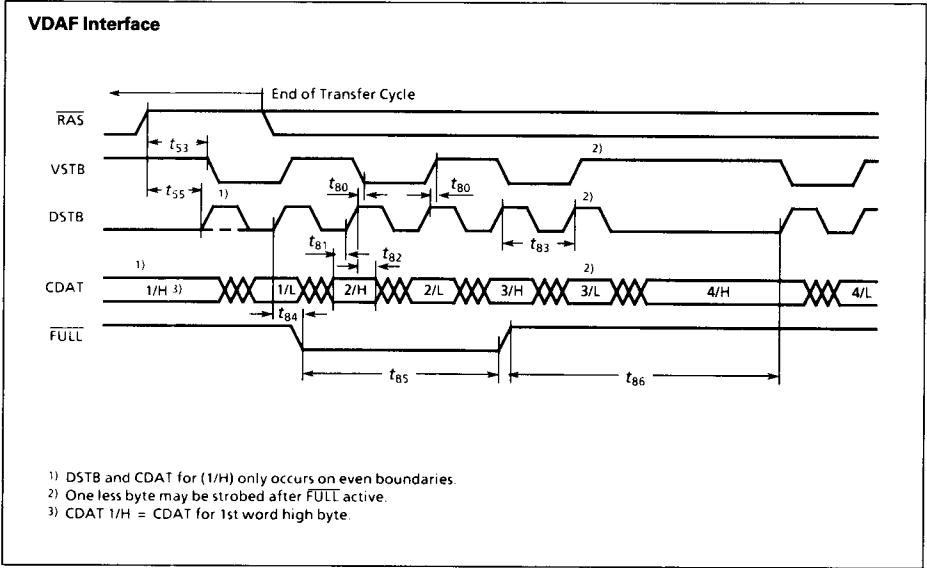 VDAF Interface
End of Transfer Cycle
RAS
t53
VSTB
2)
t55
1)
t80
t80
2)
DSTB
t81
t82
t83
1)
2)
CDAT
1/H 3)
1/L
2/H
2/L
3/H
3/L
4/H
4/L
t84
FULL
t85
t86
1) DSTB and CDAT for (1/H) only occurs on even boundaries.
2) One less byte may be strobed after FULL active.
3) CDAT 1/H = CDAT for 1st word high byte.